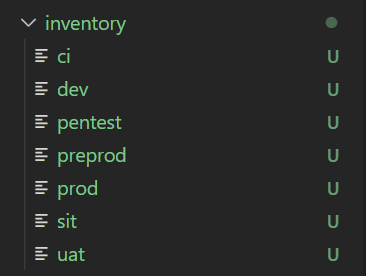 inventory
ci U
dev U
pentest U
preprod U
prod U
sit U
uat U